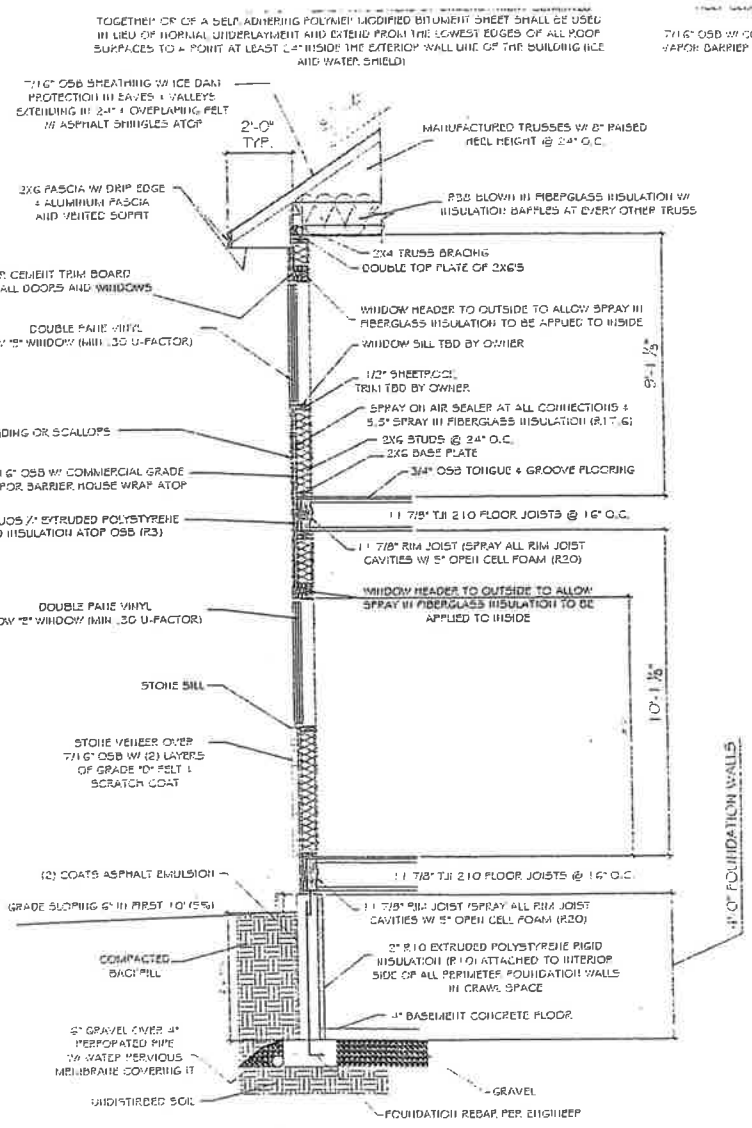 TOGETHER OR OF A SELF ADHERING POLYMER MODIFIED BITUMENT SHEET SHALL BE USED
IN LIEU OF NORMAL UNDERLAYMENT AND EXTEND FROM THE LOWEST EDGES OF ALL ROOF
SURFACES TO A POINT AT LEAST 24" INSIDE THE EXTERIOR WALL LINE OF THE BUILDING (ICE
AND WATER SHIELD)
7/16" OSB W/
VAPOR BARRIER
7/16" OSB SHEATHING W/ ICE DAM
PROTECTION IN EAVES & VALLEYS
EXTENDING IN 24" & OVERLAPING FELT
W/ ASPHALT SHINGLES ATOP
2'-0"
TYP.
MANUFACTURED TRUSSES W/ 8" RAISED
HEEL HEIGHT @ 24" O.C.
2X6 FASCIA W/ DRIP EDGE
& ALUMINUM FASCIA
AND VENTED SOFFIT
R38 BLOWN IN FIBERGLASS INSULATION W/
INSULATION BAFFLES AT EVERY OTHER TRUSS
2X4 TRUSS BRACING
DOUBLE TOP PLATE OF 2X6'S
R CEMENT TRIM BOARD
ALL DOORS AND WINDOWS
WINDOW HEADER TO OUTSIDE TO ALLOW SPRAY IN
FIBERGLASS INSULATION TO BE APPLIED TO INSIDE
DOUBLE PANE VINYL
"E" WINDOW (MIN .30 U-FACTOR)
WINDOW SILL TBD BY OWNER
9'-1 1/8"
1/2" SHEETROCK
TRIM TBD BY OWNER
SPRAY ON AIR SEALER AT ALL CONNECTIONS &
5.5" SPRAY IN FIBERGLASS INSULATION (R17.6)
DING OR SCALLOPS
2X6 STUDS @ 24" O.C.
2X6 BASE PLATE
16" OSB W/ COMMERCIAL GRADE
POR BARRIER HOUSE WRAP ATOP
3/4" OSB TONGUE & GROOVE FLOORING
UOS EXTRUDED POLYSTYRENE
INSULATION ATOP OSB (R3)
11 7/8" TJI 210 FLOOR JOISTS @ 16" O.C.
11 7/8" RIM JOIST (SPRAY ALL RIM JOIST
CAVITIES W/ 5" OPEN CELL FOAM (R20)
DOUBLE PANE VINYL
OW "E" WINDOW (MIN .30 U-FACTOR)
WINDOW HEADER TO OUTSIDE TO ALLOW
SPRAY IN FIBERGLASS INSULATION TO BE
APPLIED TO INSIDE
STONE SILL
10'-1 1/8"
STONE VENEER OVER
7/16" OSB W/ (2) LAYERS
OF GRADE "D" FELT &
SCRATCH COAT
(2) COATS ASPHALT EMULSION
11 7/8" TJI 210 FLOOR JOISTS @ 16" O.C.
GRADE SLOPING 6" IN FIRST 10' (5%)
11 7/8" RIM JOIST (SPRAY ALL RIM JOIST
CAVITIES W/ 5" OPEN CELL FOAM (R20)
4'-0" FOUNDATION WALLS
COMPACTED
BACKFILL
2" R10 EXTRUDED POLYSTYRENE RIGID
INSULATION (R10) ATTACHED TO INTERIOR
SIDE OF ALL PERIMETER FOUNDATION WALLS
IN CRAWL SPACE
4" BASEMENT CONCRETE FLOOR
6" GRAVEL OVER 4"
PERFORATED PIPE
W/ WATER PERVIOUS
MEMBRANE COVERING IT
GRAVEL
UNDISTIRBED SOIL
FOUNDATION REBAR PER ENGINEER